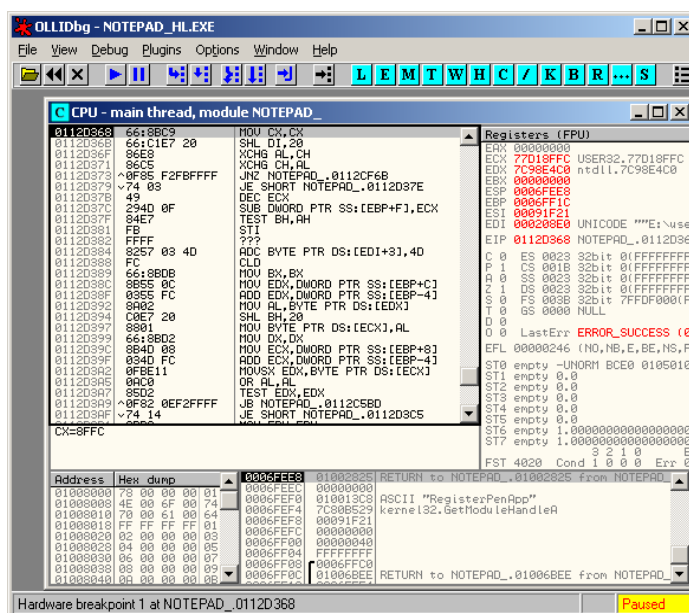 OLLIDbg - NOTEPAD_HL.EXE
File View Debug Plugins Options Window Help
L E M T W H C / K B R ... S
C CPU - main thread, module NOTEPAD_
0112D368 66:8BC9 MOV CX,CX
0112D36B 66:C1E7 20 SHL DI,20
0112D36F 86E8 XCHG AL,CH
0112D371 86C5 XCHG CH,AL
0112D373 ^0F85 F2FBFFFF JNZ NOTEPAD_.0112CF6B
0112D379 v74 03 JE SHORT NOTEPAD_.0112D37E
0112D37B 49 DEC ECX
0112D37C 294D 0F SUB DWORD PTR SS:[EBP+F],ECX
0112D37F 84E7 TEST BH,AH
0112D381 FB STI
0112D382 FFFF ???
0112D384 8257 03 4D ADC BYTE PTR DS:[EDI+3],4D
0112D388 FC CLD
0112D389 66:8BDB MOV BX,BX
0112D38C 8B55 0C MOV EDX,DWORD PTR SS:[EBP+C]
0112D38F 0355 FC ADD EDX,DWORD PTR SS:[EBP-4]
0112D392 8A02 MOV AL,BYTE PTR DS:[EDX]
0112D394 C0E7 20 SHL BH,20
0112D397 8801 MOV BYTE PTR DS:[ECX],AL
0112D399 66:8BD2 MOV DX,DX
0112D39C 8B4D 08 MOV ECX,DWORD PTR SS:[EBP+8]
0112D39F 034D FC ADD ECX,DWORD PTR SS:[EBP-4]
0112D3A2 0FBE11 MOVSX EDX,BYTE PTR DS:[ECX]
0112D3A5 0AC0 OR AL,AL
0112D3A7 85D2 TEST EDX,EDX
0112D3A9 ^0F82 0EF2FFFF JB NOTEPAD_.0112C5BD
0112D3AF v74 14 JE SHORT NOTEPAD_.0112D3C5
CX=8FFC
Registers (FPU)
EAX 00000000
ECX 77D18FFC USER32.77D18FFC
EDX 7C98E4C0 ntdll.7C98E4C0
EBX 00000000
ESP 0006FEE8
EBP 0006FF1C
ESI 00091F21
EDI 000208E0 UNICODE ""E:\use
EIP 0112D368 NOTEPAD_.0112D36
C 0 ES 0023 32bit 0(FFFFFFFF
P 1 CS 001B 32bit 0(FFFFFFFF
A 0 SS 0023 32bit 0(FFFFFFFF
Z 1 DS 0023 32bit 0(FFFFFFFF
S 0 FS 003B 32bit 7FFDF000(F
T 0 GS 0000 NULL
D 0
O 0 LastErr ERROR_SUCCESS (0
EFL 00000246 (NO,NB,E,BE,NS,P
ST0 empty -UNORM BCE0 0105010
ST1 empty 0.0
ST2 empty 0.0
ST3 empty 0.0
ST4 empty 0.0
ST5 empty 0.0
ST6 empty 1.0000000000000000
ST7 empty 1.0000000000000000
3 2 1 0 E
FST 4020 Cond 1 0 0 0 Err 0
Address Hex dump
01008000 78 00 00 00 01
01008008 4E 00 6F 00 74
01008010 70 00 61 00 64
01008018 FF FF FF FF 01
01008020 02 00 00 00 03
01008028 04 00 00 00 05
01008030 06 00 00 00 07
01008038 08 00 00 00 09
01008040 0A 00 00 00 0B
0006FEE8 01002825 RETURN to NOTEPAD_.01002825 from NOTEPAD_
0006FEEC 00000000
0006FEF0 010013C8 ASCII "RegisterPenApp"
0006FEF4 7C80B529 kernel32.GetModuleHandleA
0006FEF8 00091F21
0006FEFC 00000000
0006FF00 00000040
0006FF04 FFFFFFFF
0006FF08 0006FFC0
0006FF0C 01006BEE RETURN to NOTEPAD_.01006BEE from NOTEPAD_
Hardware breakpoint 1 at NOTEPAD_.0112D368
Paused